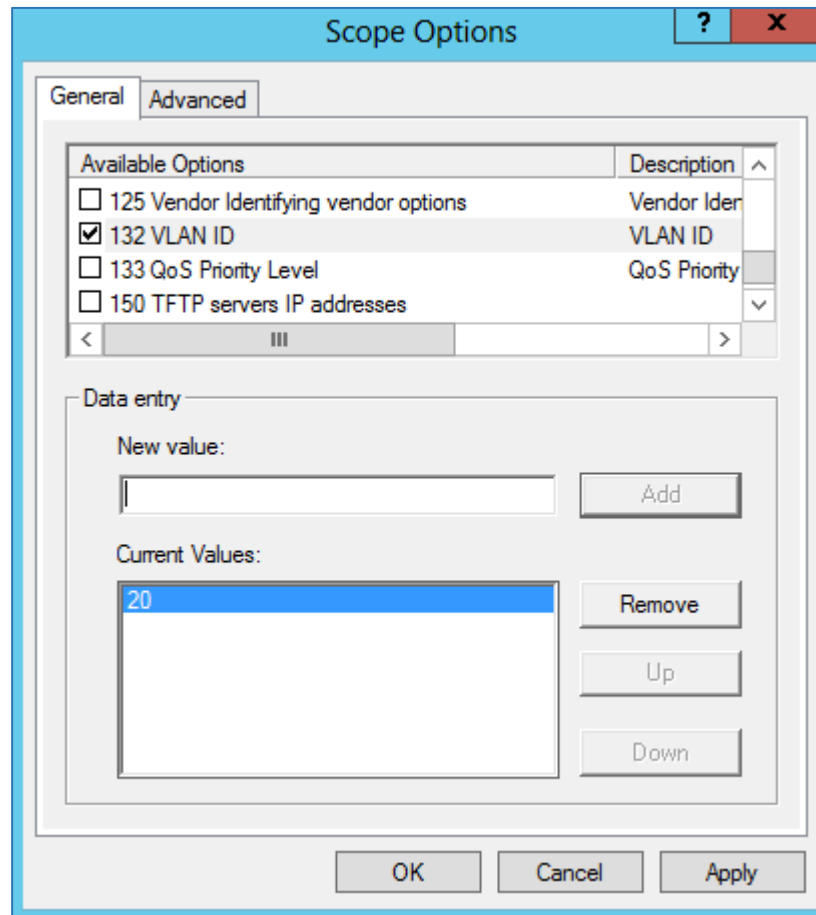 Scope Options
? x
General Advanced
Available Options Description
125 Vendor Identifying vendor options Vendor Iden
132 VLAN ID VLAN ID
133 QoS Priority Level QoS Priority
150 TFTP servers IP addresses
Data entry
New value:
Add
Current Values:
20
Remove
Up
Down
OK Cancel Apply